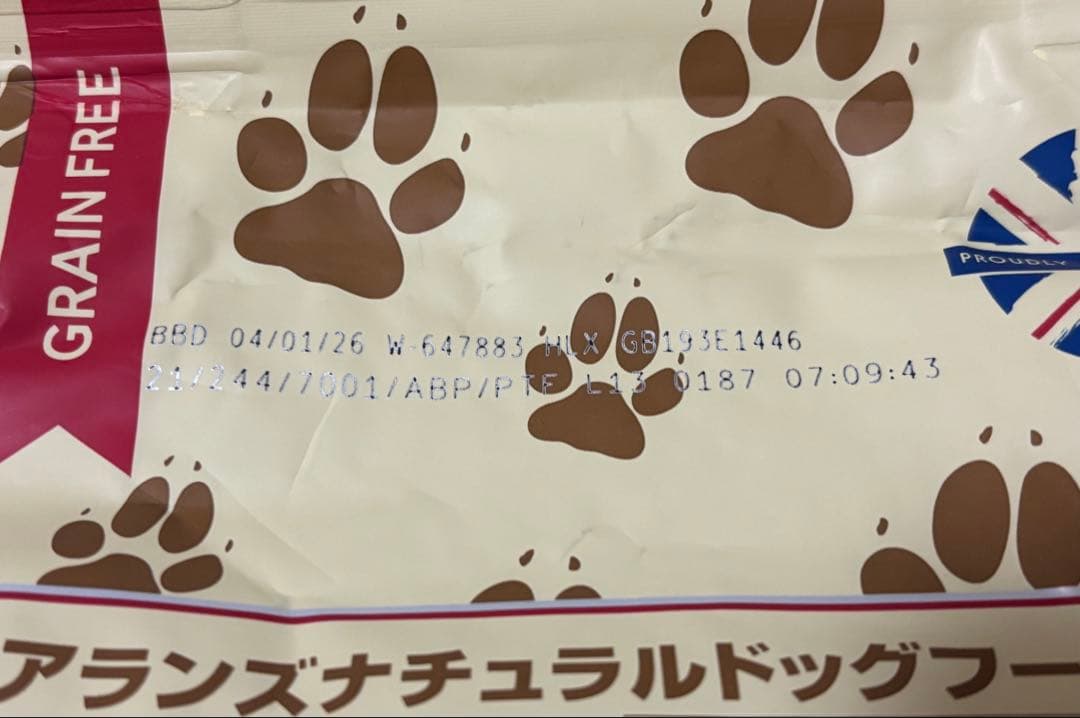 GRAIN FREE
PROUDLY
BBD 04/01/26 W-647883 HLX GB193E1446
21/244/7001/ABP/PTF L13 0187 07:09:43
アランズナチュラルドッグフー